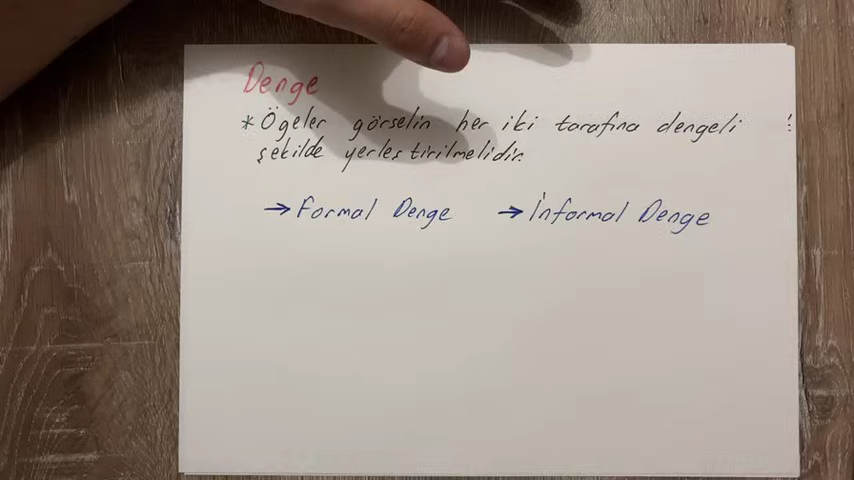 Denge
* Ögeler görselin her iki tarafına dengeli
şekilde yerleştirilmelidir.
→ Formal Denge → İnformal Denge